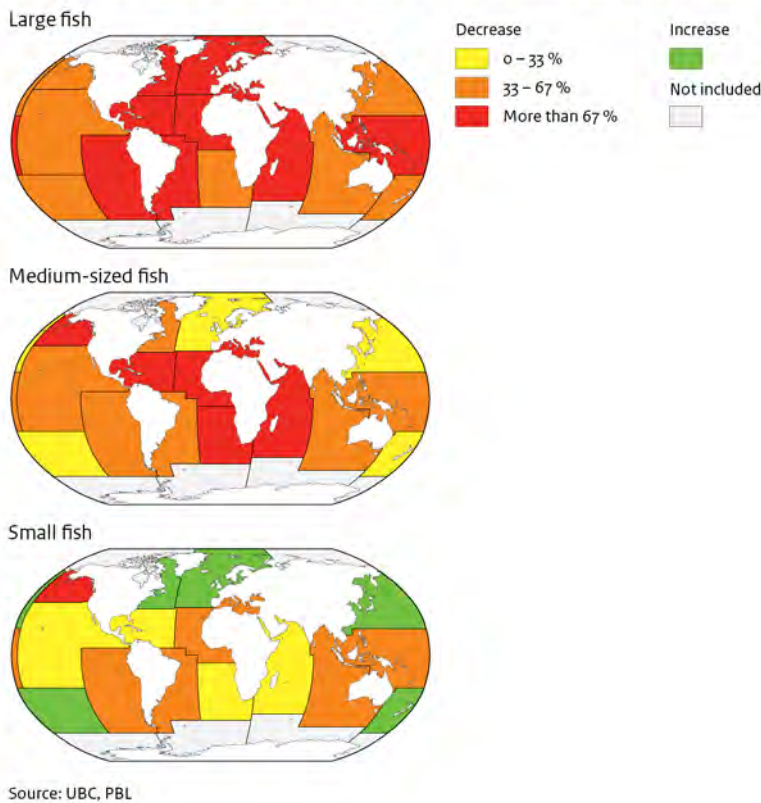 Large fish
Decrease
0 – 33 %
33 – 67 %
More than 67 %
Increase
Not included
Medium-sized fish
Small fish
Source: UBC, PBL